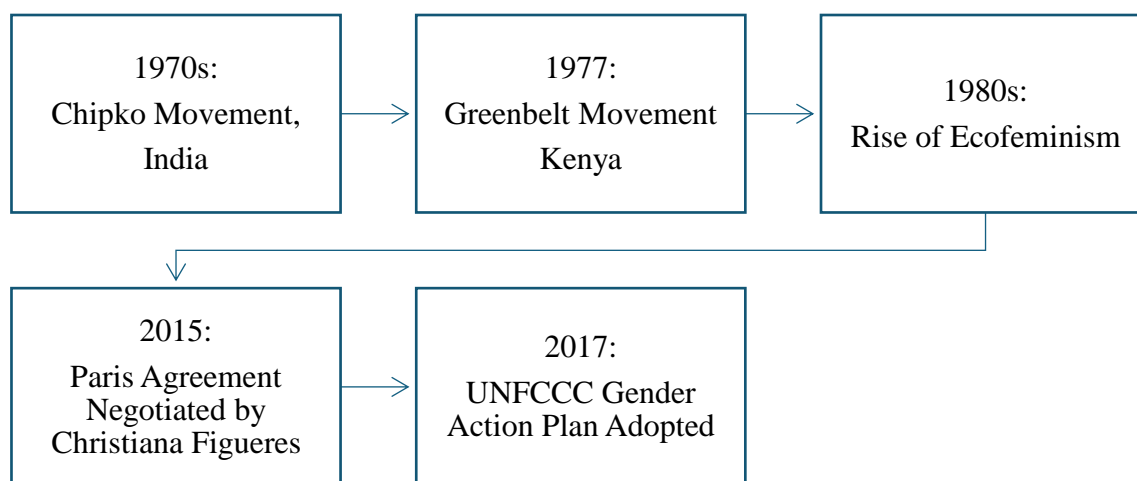 1970s:
Chipko Movement,
India
1977:
Greenbelt Movement
Kenya
1980s:
Rise of Ecofeminism
2015:
Paris Agreement
Negotiated by
Christiana Figueres
2017:
UNFCCC Gender
Action Plan Adopted